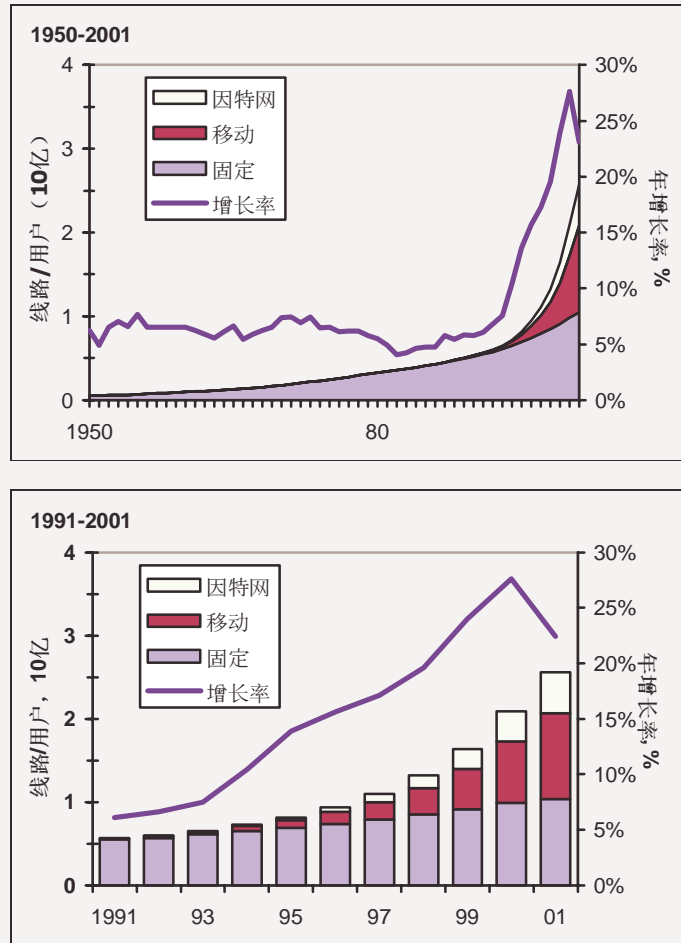 1950-2001
4
3
2
1
0
30%
25%
20%
15%
10%
5%
0%
因特网
移动
固定
增长率
线路/用户（10亿）
年增长率,%
1950
80
1991-2001
4
3
2
1
0
30%
25%
20%
15%
10%
5%
0%
因特网
移动
固定
增长率
线路/用户，10亿
年增长率,%
1991 93 95 97 99 01